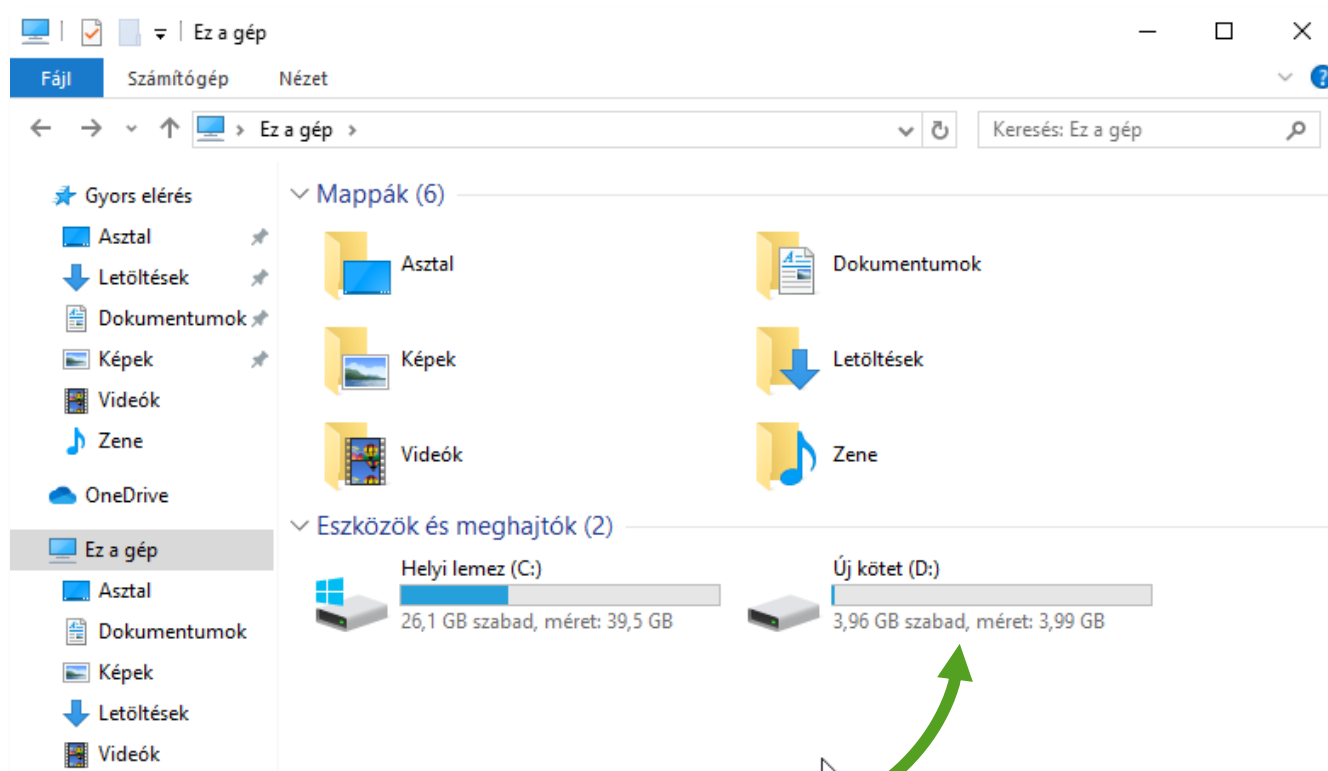 Ez a gép
Fájl Számítógép Nézet
Ez a gép Keresés: Ez a gép
Gyors elérés
Asztal
Letöltések
Dokumentumok
Képek
Videók
Zene
OneDrive
Ez a gép
Asztal
Dokumentumok
Képek
Letöltések
Videók
Mappák (6)
Asztal Dokumentumok
Képek Letöltések
Videók Zene
Eszközök és meghajtók (2)
Helyi lemez (C:)
26,1 GB szabad, méret: 39,5 GB
Új kötet (D:)
3,96 GB szabad, méret: 3,99 GB